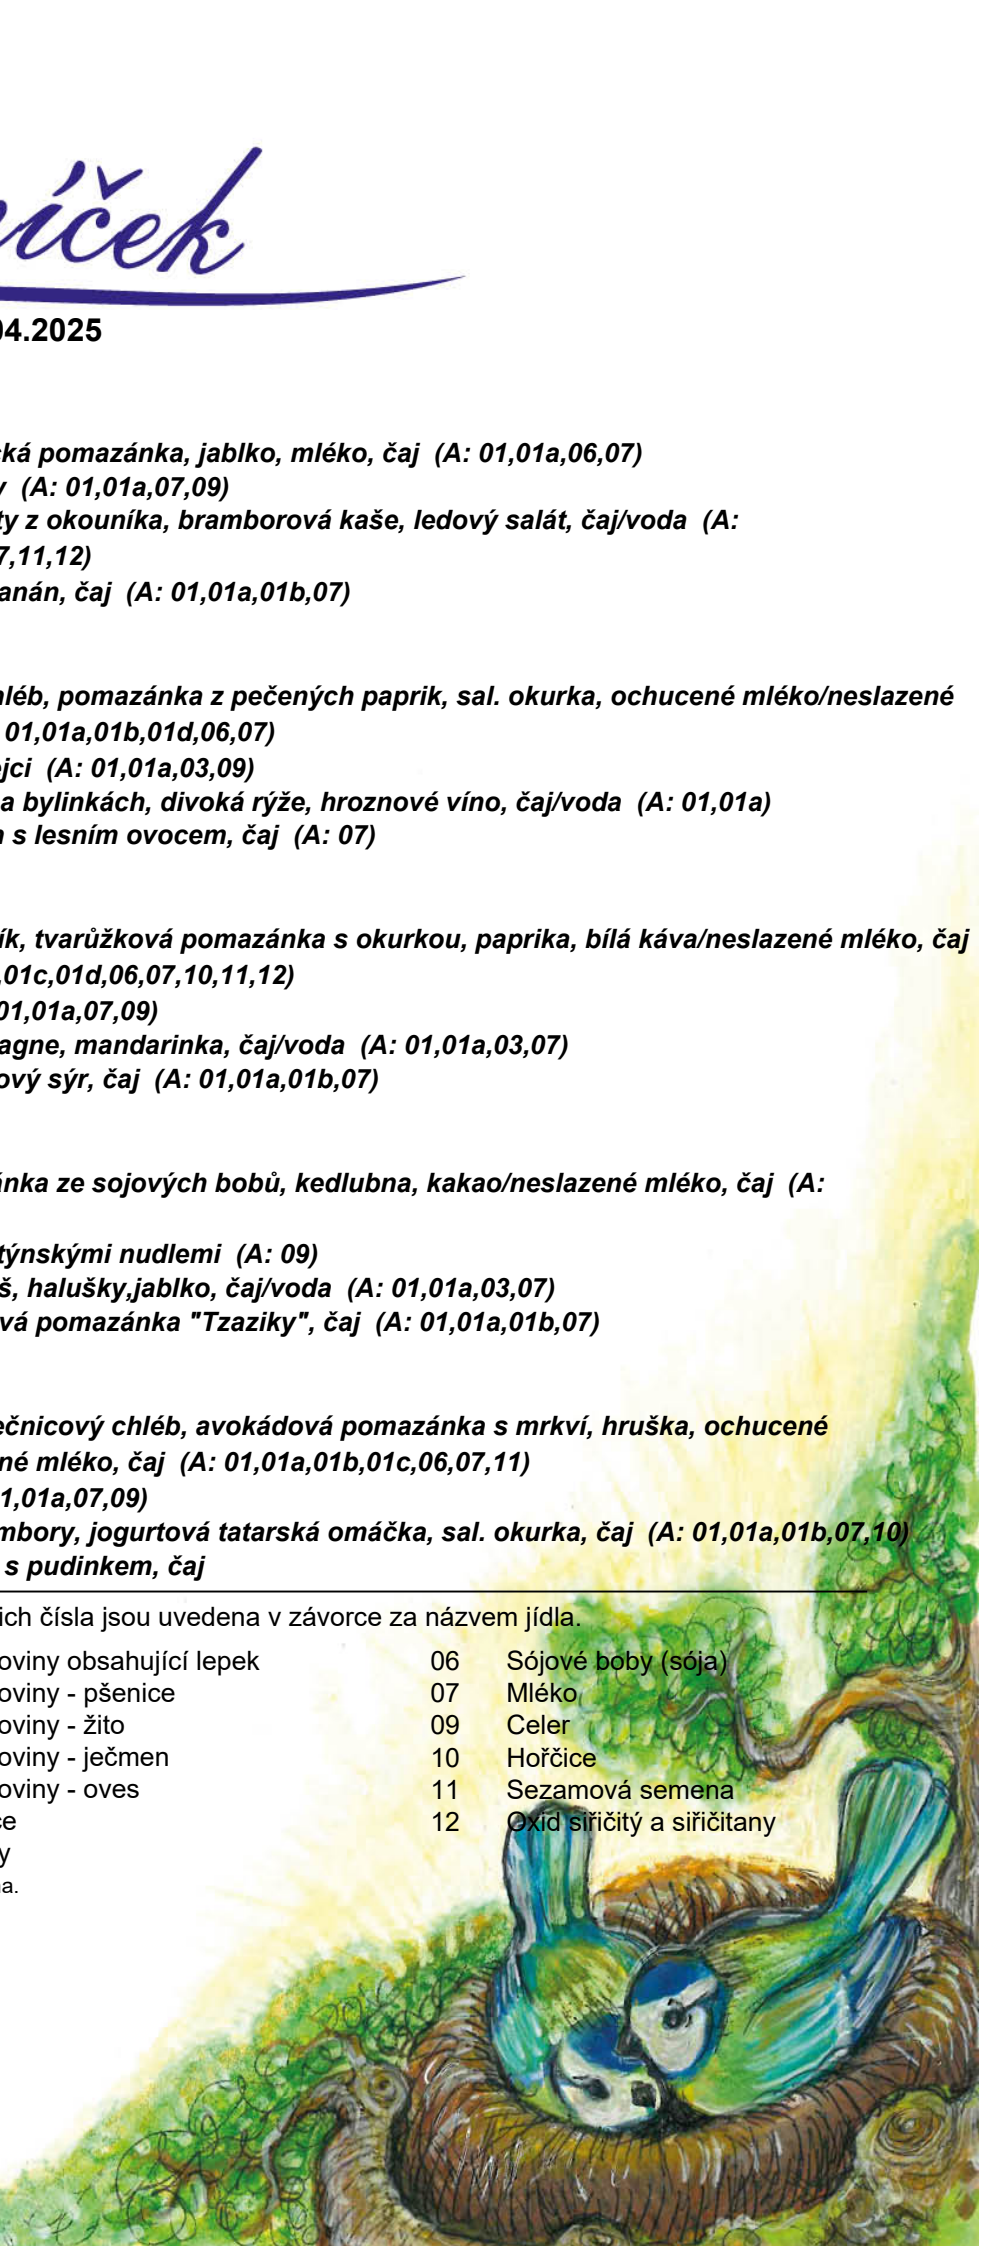 níček
04.2025
ká pomazánka, jablko, mléko, čaj (A: 01,01a,06,07)
y (A: 01,01a,07,09)
ty z okouníka, bramborová kaše, ledový salát, čaj/voda (A:
7,11,12)
anán, čaj (A: 01,01a,01b,07)
hléb, pomazánka z pečených paprik, sal. okurka, ochucené mléko/neslazené
01,01a,01b,01d,06,07)
ejci (A: 01,01a,03,09)
a bylinkách, divoká rýže, hroznové víno, čaj/voda (A: 01,01a)
s lesním ovocem, čaj (A: 07)
ík, tvarůžková pomazánka s okurkou, paprika, bílá káva/neslazené mléko, čaj
,01c,01d,06,07,10,11,12)
01,01a,07,09)
agne, mandarinka, čaj/voda (A: 01,01a,03,07)
ový sýr, čaj (A: 01,01a,01b,07)
ánka ze sojových bobů, kedlubna, kakao/neslazené mléko, čaj (A:
týnskými nudlemi (A: 09)
š, halušky,jablko, čaj/voda (A: 01,01a,03,07)
vá pomazánka "Tzaziky", čaj (A: 01,01a,01b,07)
ečnicový chléb, avokádová pomazánka s mrkví, hruška, ochucené
né mléko, čaj (A: 01,01a,01b,01c,06,07,11)
1,01a,07,09)
mbory, jogurtová tatarská omáčka, sal. okurka, čaj (A: 01,01a,01b,07,10)
s pudinkem, čaj
ich čísla jsou uvedena v závorce za názvem jídla.
oviny obsahující lepek 06 Sójové boby (sója)
oviny - pšenice 07 Mléko
oviny - žito 09 Celer
oviny - ječmen 10 Hořčice
oviny - oves 11 Sezamová semena
ce 12 Oxid siřičitý a siřičitany
y
na.